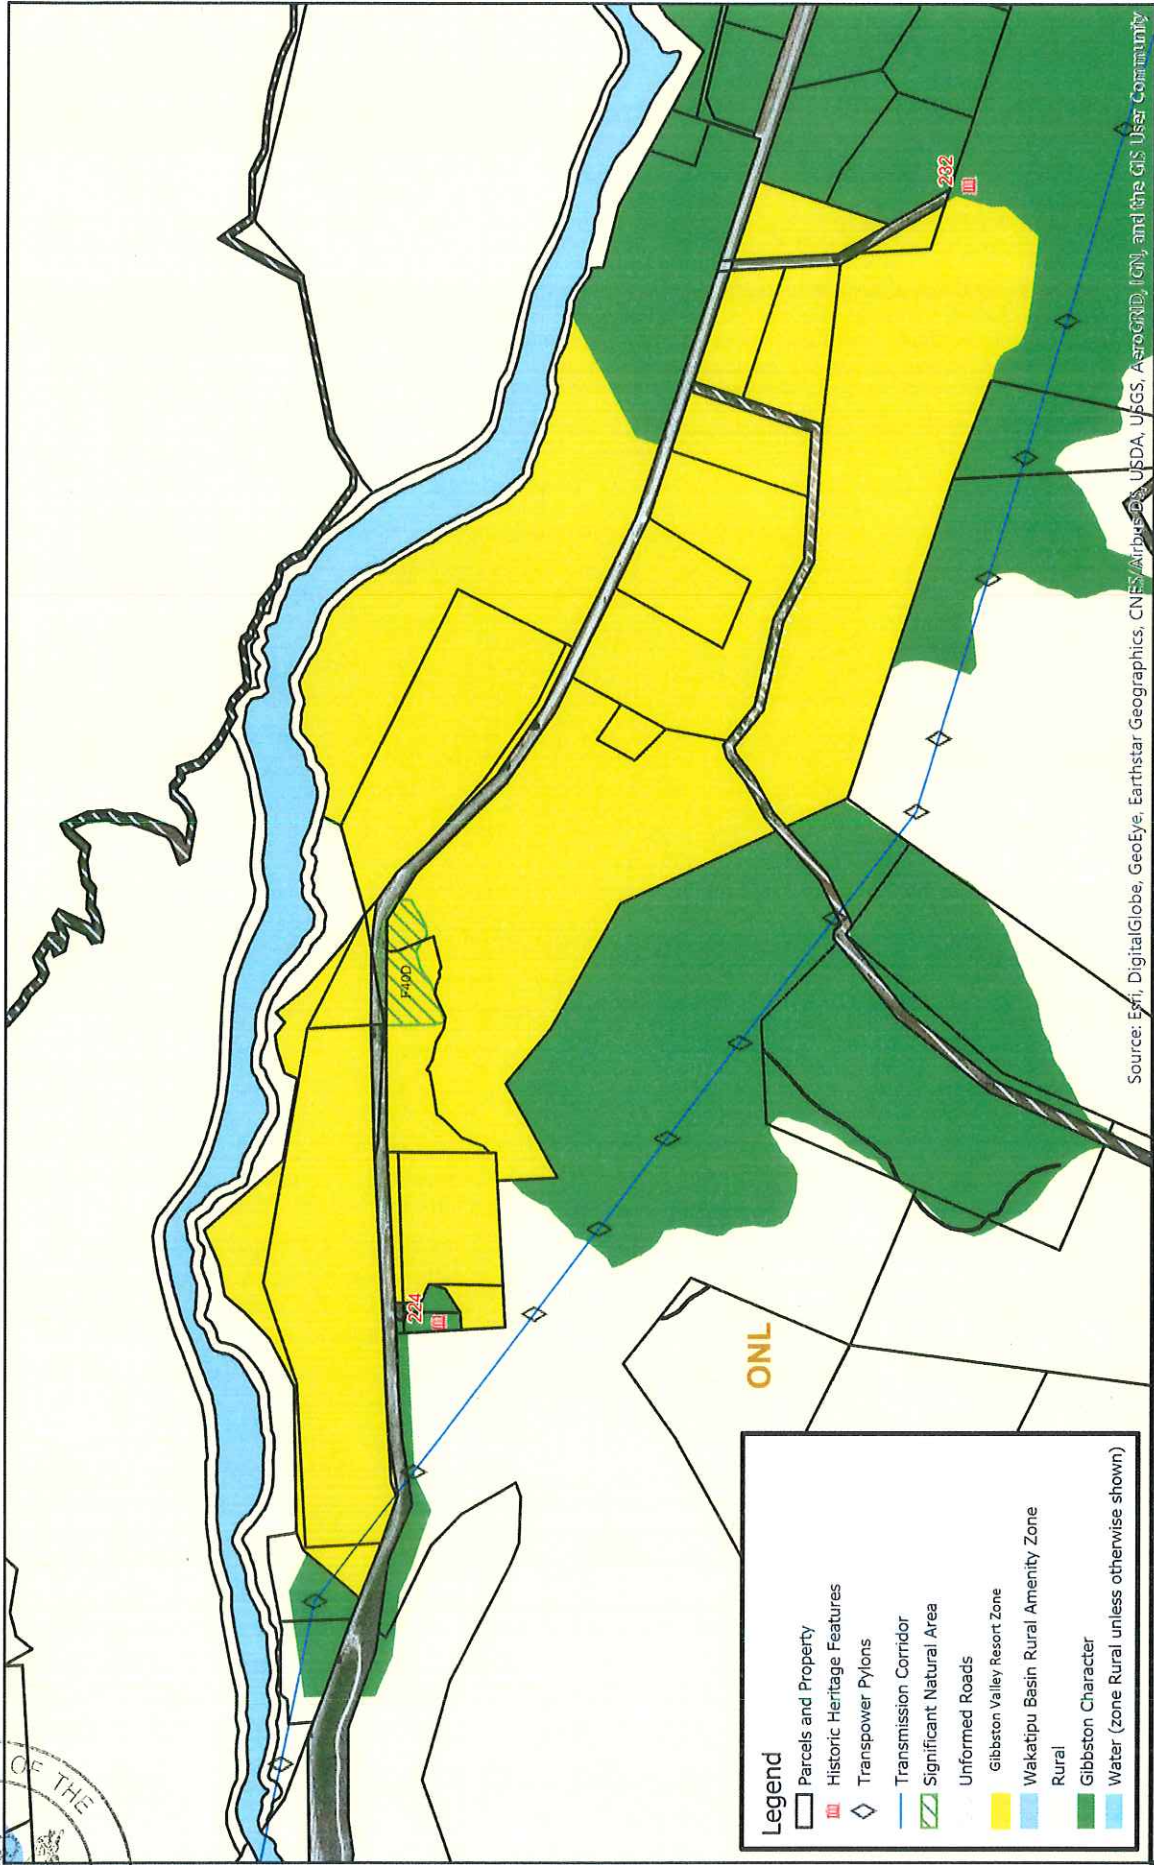 232
F40D
224
ONL
Legend
Parcels and Property
Historic Heritage Features
Transpower Pylons
Transmission Corridor
Significant Natural Area
Unformed Roads
Gibbston Valley Resort Zone
Wakatipu Basin Rural Amenity Zone
Rural
Gibbston Character
Water (zone Rural unless otherwise shown)
Source: Esri, DigitalGlobe, GeoEye, Earthstar Geographics, CNES/Airbus DS, USDA, USGS, AeroGRID, IGN, and the GIS User Community
OF THE